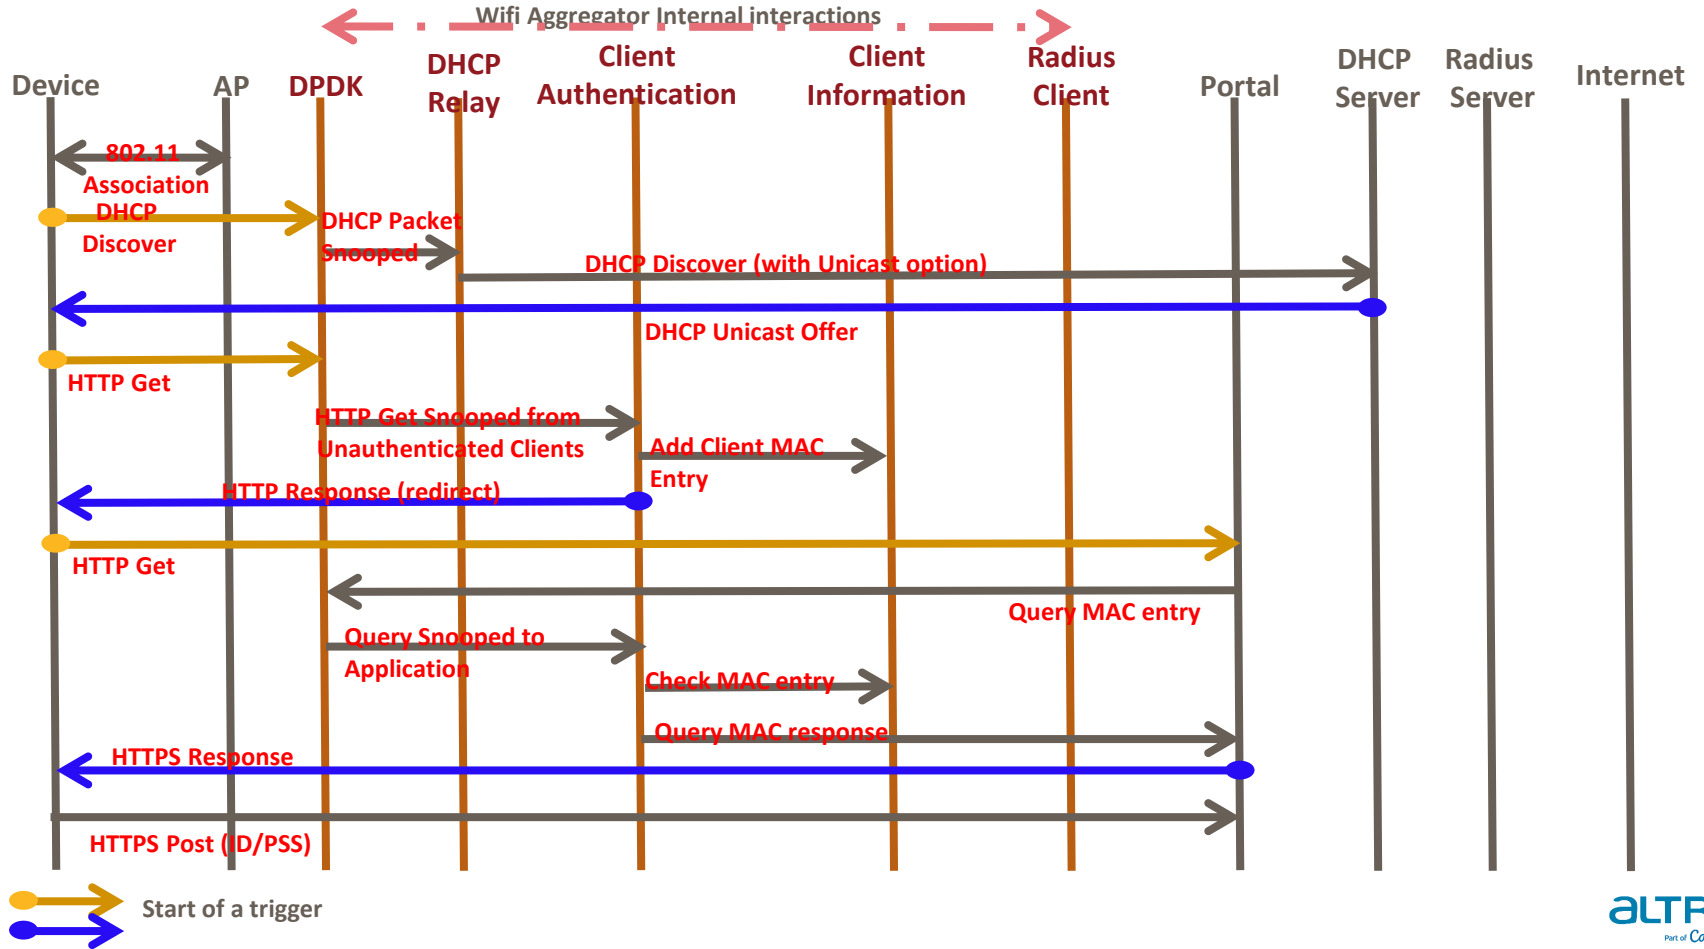 Wifi Aggregator Internal interactions
Device
AP
DPDK
DHCP
Relay
Client
Authentication
Client
Information
Radius
Client
Portal
DHCP
Server
Radius
Server
Internet
802.11
Association
DHCP
Discover
DHCP Packet
Snooped
DHCP Discover (with Unicast option)
DHCP Unicast Offer
HTTP Get
HTTP Get Snooped from
Unauthenticated Clients
Add Client MAC
Entry
HTTP Response (redirect)
HTTP Get
Query MAC entry
Query Snooped to
Application
Check MAC entry
Query MAC response
HTTPS Response
HTTPS Post (ID/PSS)
Start of a trigger
Part of